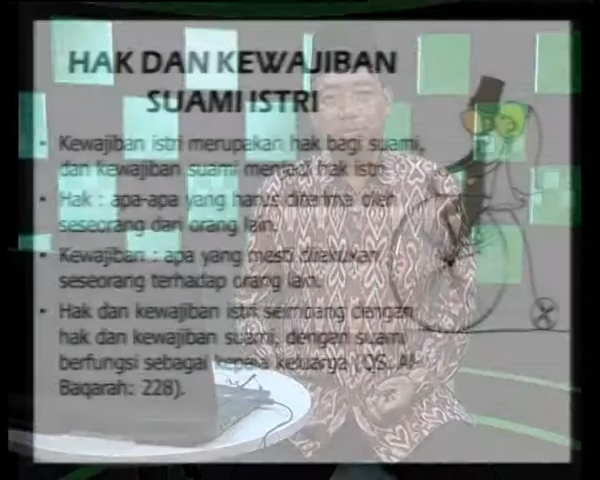 HAK DAN KEWAJIBAN
SUAMI ISTRI
• Kewajiban istri merupakan hak bagi suami,
dan kewajiban suami menjadi hak istri.
• Hak : apa-apa yang harus diterima oleh
seseorang dari orang lain.
• Kewajiban : apa yang mesti dilakukan
seseorang terhadap orang lain.
• Hak dan kewajiban istri seimbang dengan
hak dan kewajiban suami, dengan suami
berfungsi sebagai kepala keluarga (QS. Al-
Baqarah: 228).